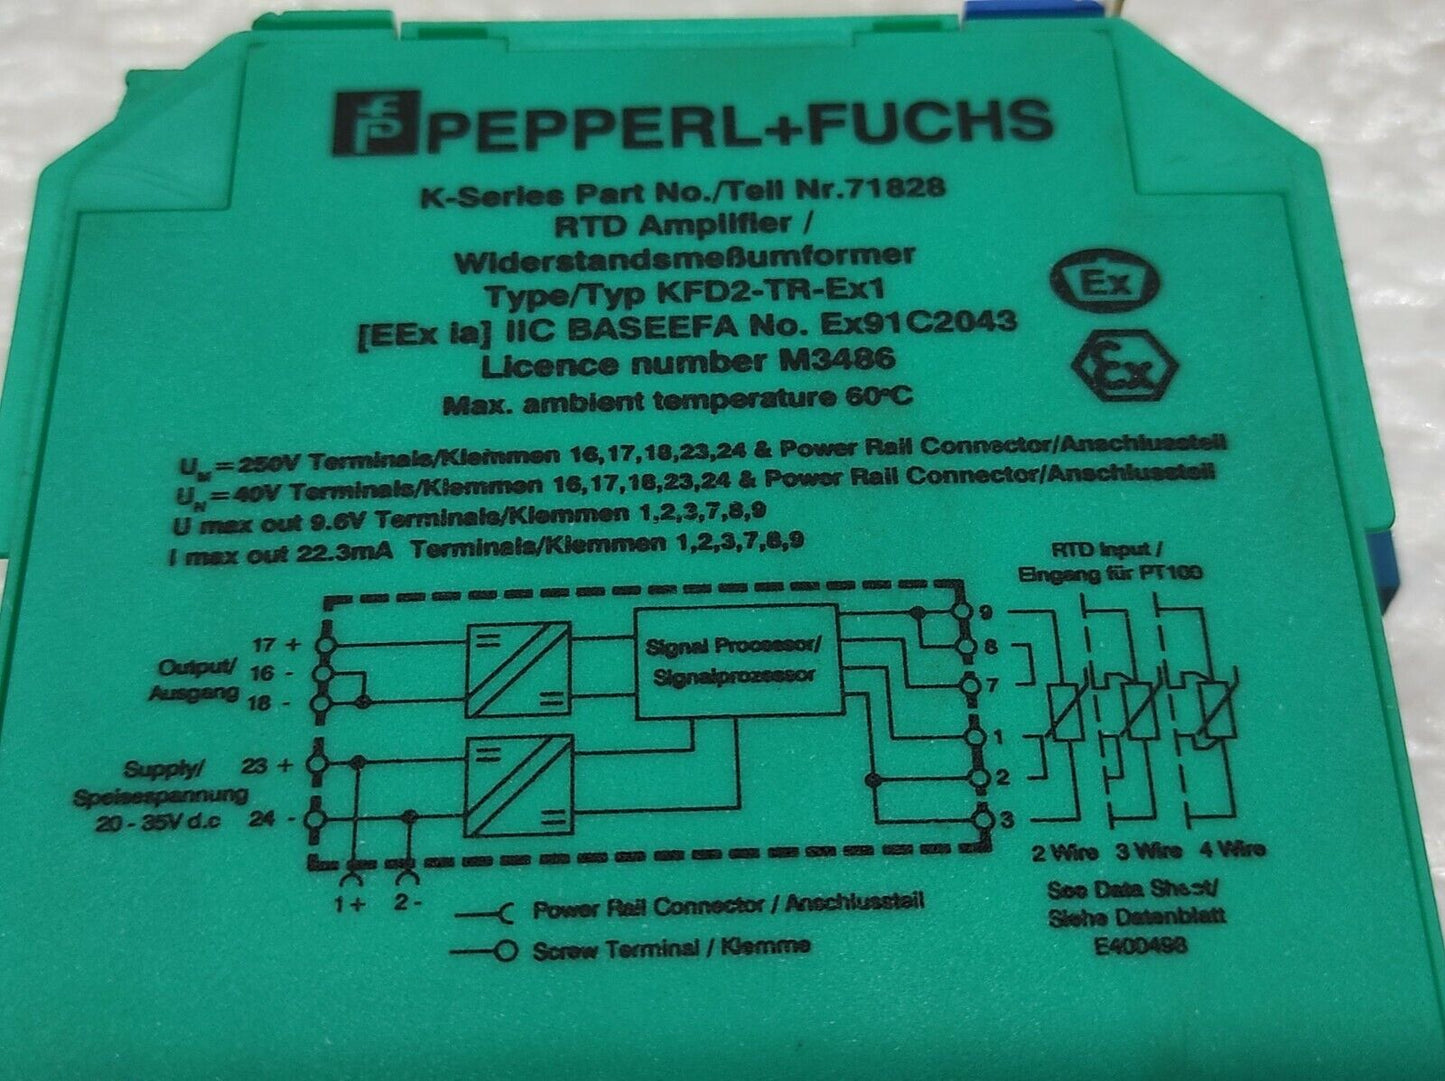 PEPPERL+FUCHS
K-Series Part No./Teil Nr.71828
RTD Amplifier /
Widerstandsmeßumformer
Type/Typ KFD2-TR-Ex1
[EEx ia] IIC BASEEFA No. Ex91C2043
Licence number M3486
Max. ambient temperature 60°C
Ex
εx
UM=250V Terminals/Klemmen 16,17,18,23,24 & Power Rail Connector/Anschlussteil
UN=40V Terminals/Klemmen 16,17,18,23,24 & Power Rail Connector/Anschlussteil
U max out 9.6V Terminals/Klemmen 1,2,3,7,8,9
I max out 22.3mA Terminals/Klemmen 1,2,3,7,8,9
RTD Input /
Eingang für PT100
17 +
Output/ 16 -
Ausgang 18 -
Signal Processor/
Signalprozessor
9
8
7
1
2
3
Supply/ 23 +
Speisespannung
20 - 35V d.c 24 -
2 Wire 3 Wire 4 Wire
1 + 2 -
Power Rail Connector / Anschlussteil
Screw Terminal / Klemme
See Data Sheet/
Siehe Datenblatt
E400498